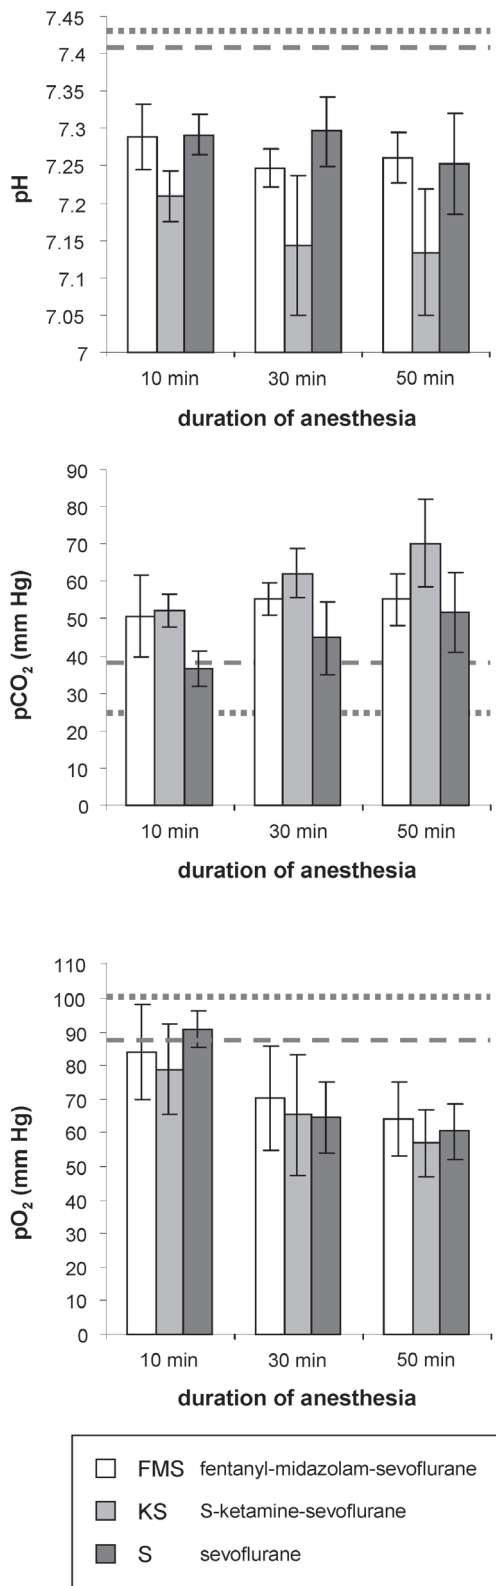 7.45
7.4
7.35
7.3
7.25
7.2
7.15
7.1
7.05
7
pH
10 min 30 min 50 min
duration of anesthesia
90
80
70
60
50
40
30
20
10
0
pCO₂ (mm Hg)
10 min 30 min 50 min
duration of anesthesia
110
100
90
80
70
60
50
40
30
20
10
0
pO₂ (mm Hg)
10 min 30 min 50 min
duration of anesthesia
FMS fentanyl-midazolam-sevoflurane
KS S-ketamine-sevoflurane
S sevoflurane